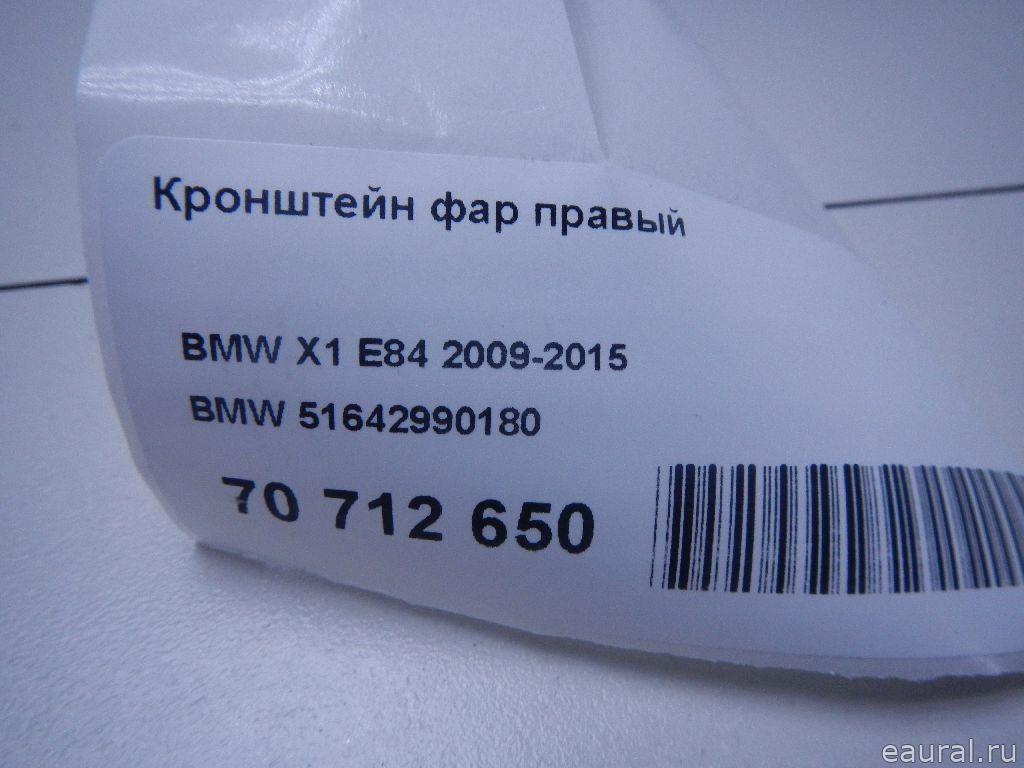 Кронштейн фар правый
BMW X1 E84 2009-2015
BMW 51642990180
70 712 650
eaural.ru